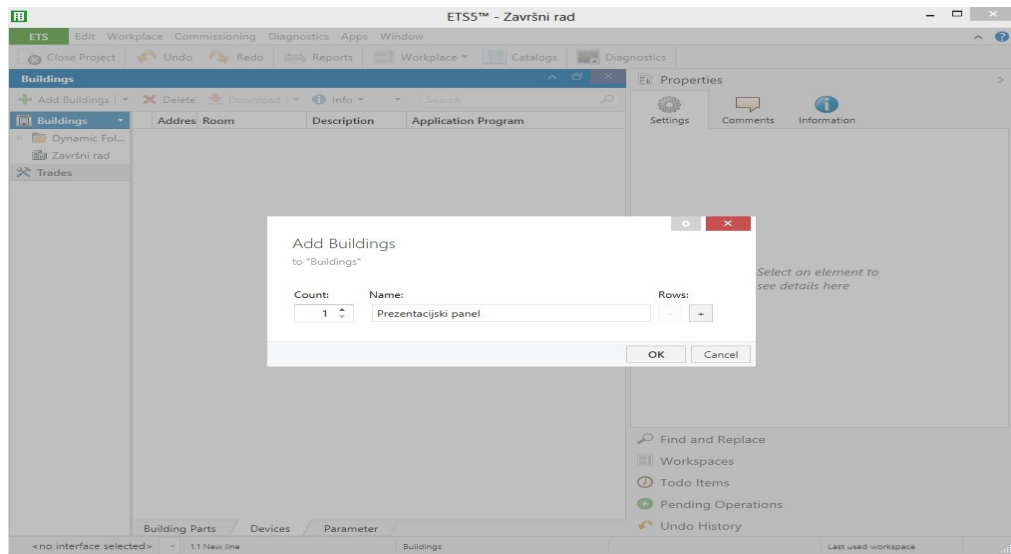 ETS5™ - Završni rad
ETS Edit Workplace Commissioning Diagnostics Apps Window
Close Project Undo Redo Reports Workplace Catalogs Diagnostics
Buildings
Properties
Add Buildings Delete Download Info Search
Settings Comments Information
Buildings
Addres Room Description Application Program
Dynamic Fol...
Završni rad
Trades
Add Buildings
to "Buildings"
Count: Name: Rows:
1 Prezentacijski panel - +
OK Cancel
Select an element to
see details here
Find and Replace
Workspaces
Todo Items
Pending Operations
Undo History
Building Parts Devices Parameter
<no interface selected> 1.1 New line Buildings Last used workspace